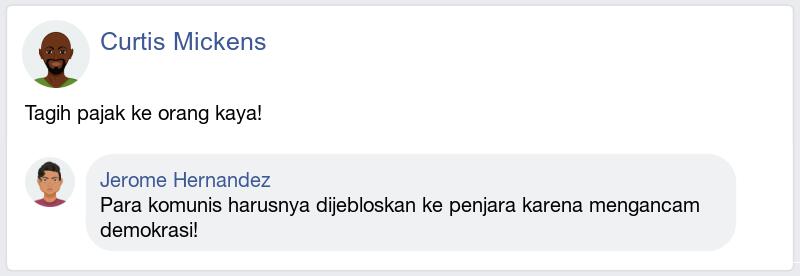 Curtis Mickens
Tagih pajak ke orang kaya!
Jerome Hernandez
Para komunis harusnya dijebloskan ke penjara karena mengancam
demokrasi!